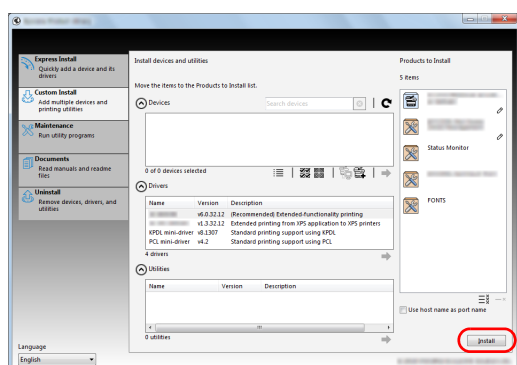 Express Install
Quickly add a device and its
drivers
Custom Install
Add multiple devices and
printing utilities
Maintenance
Run utility programs
Documents
Read manuals and readme
files
Uninstall
Remove devices, drivers, and
utilities
Language
English
Install devices and utilities
Move the items to the Products to Install list.
Devices
Search devices
0 of 0 devices selected
Drivers
Name Version Description
v6.0.32.12 (Recommended) Extended-functionality printing
v1.3.32.12 Extended printing from XPS application to XPS printers
KPDL mini-driver v8.1307 Standard printing support using KPDL
PCL mini-driver v4.2 Standard printing support using PCL
4 drivers
Utilities
Name Version Description
0 utilities
Products to Install
5 items
Status Monitor
FONTS
Use host name as port name
Install